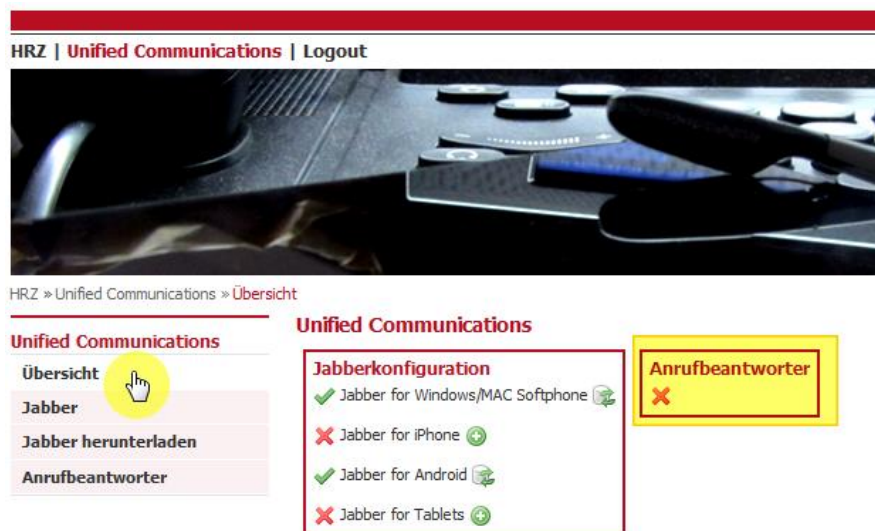 HRZ | Unified Communications | Logout
HRZ » Unified Communications » Übersicht
Unified Communications
Übersicht
Jabber
Jabber herunterladen
Anrufbeantworter
Unified Communications
Jabberkonfiguration
Jabber for Windows/MAC Softphone
Jabber for iPhone
Jabber for Android
Jabber for Tablets
Anrufbeantworter